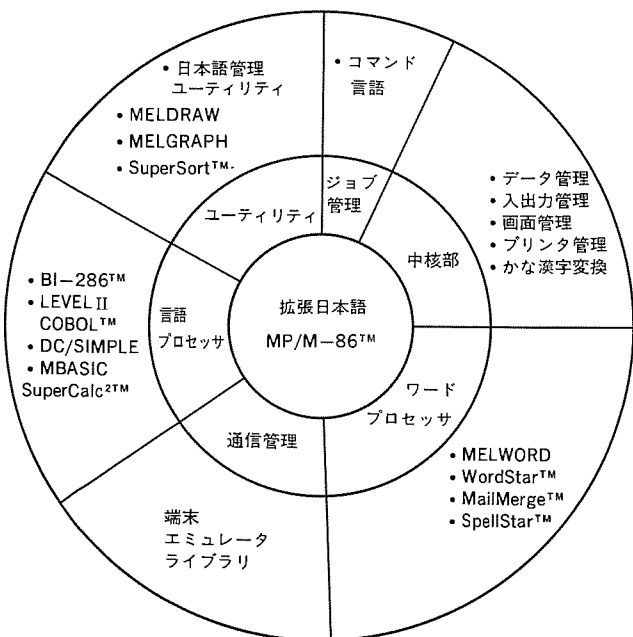 • 日本語管理
ユーティリティ
• MELDRAW
• MELGRAPH
• SuperSort™
• コマンド
言語
• データ管理
• 入出力管理
• 画面管理
• プリンタ管理
• かな漢字変換
ユーティリティ
ジョブ
管理
中核部
• BI−286™
• LEVEL II
COBOL™
• DC/SIMPLE
• MBASIC
SuperCalc²™
言語
プロセッサ
拡張日本語
MP/M−86™
ワード
プロセッサ
通信管理
• MELWORD
• WordStar™
• MailMerge™
• SpellStar™
端末
エミュレータ
ライブラリ